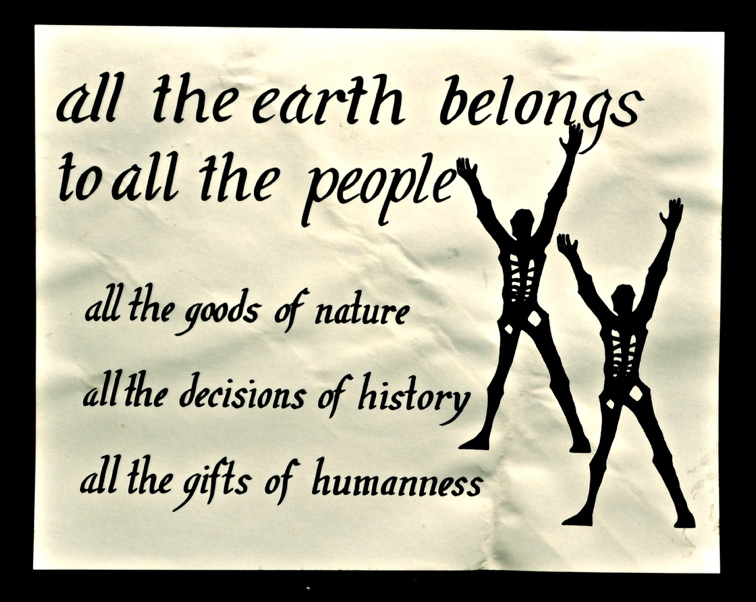 all the earth belongs
to all the people
all the goods of nature
all the decisions of history
all the gifts of humanness